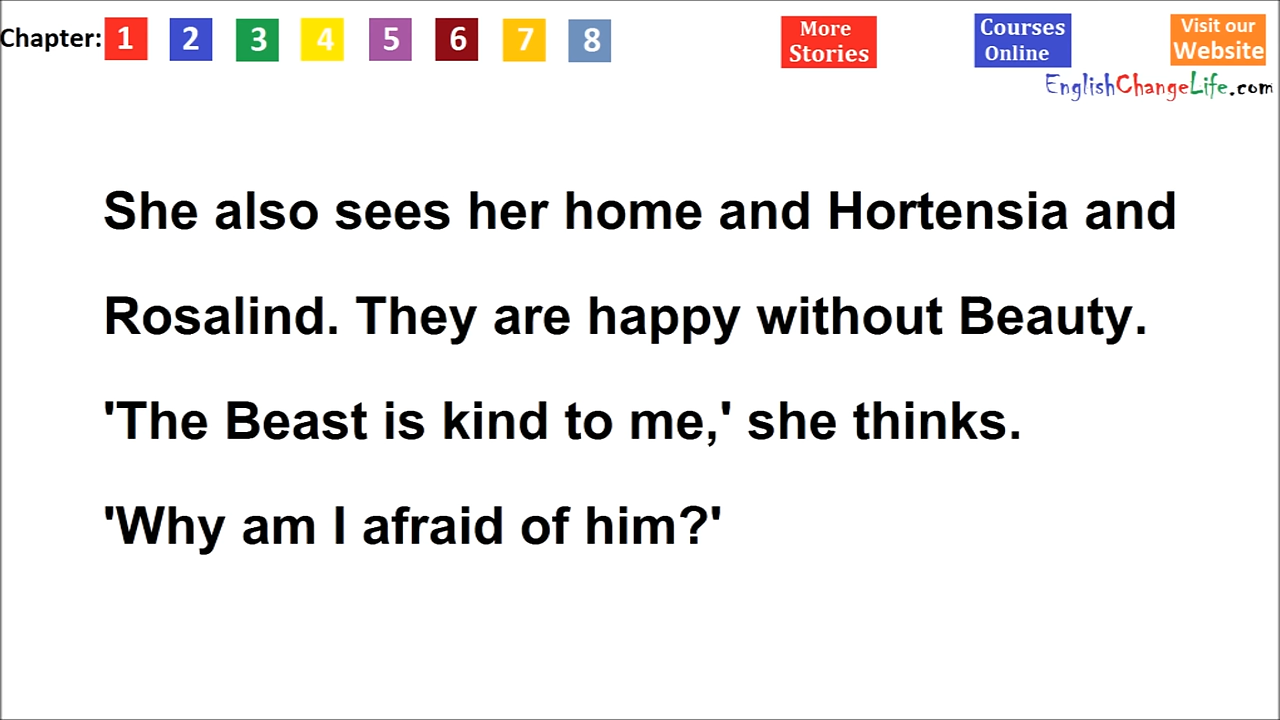 Chapter: 1 2 3 4 5 6 7 8
More Stories
Courses Online
Visit our Website
EnglishChangeLife.com
She also sees her home and Hortensia and
Rosalind. They are happy without Beauty.
'The Beast is kind to me,' she thinks.
'Why am I afraid of him?'